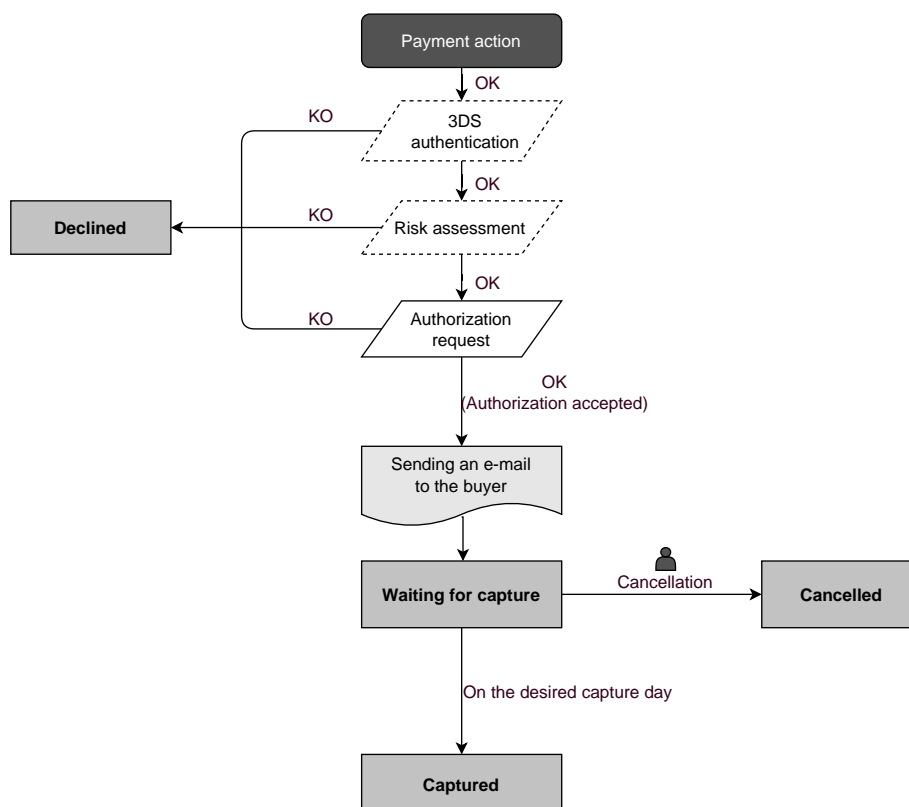 Payment action
OK
KO
3DS
authentication
OK
Declined
KO
Risk assessment
OK
KO
Authorization
request
OK
(Authorization accepted)
Sending an e-mail
to the buyer
Waiting for capture
Cancellation
Cancelled
On the desired capture day
Captured